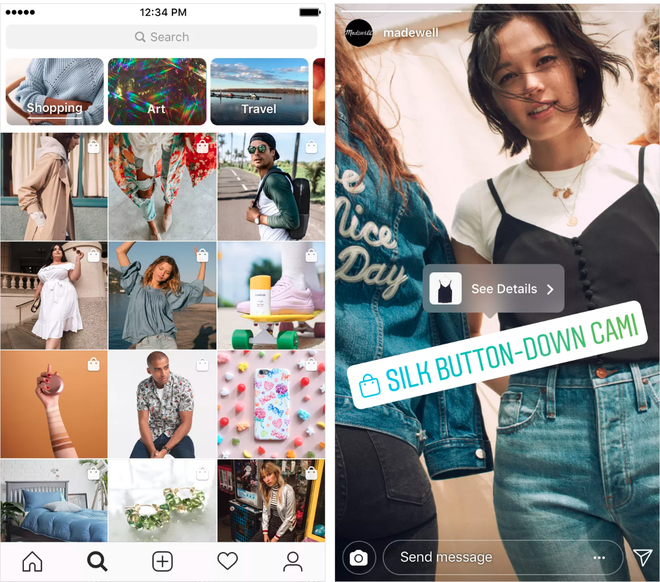 12:34 PM
Search
Shopping
Art
Travel
Madewell
madewell
Nice
Day
See Details
SILK BUTTON-DOWN CAMI
Send message